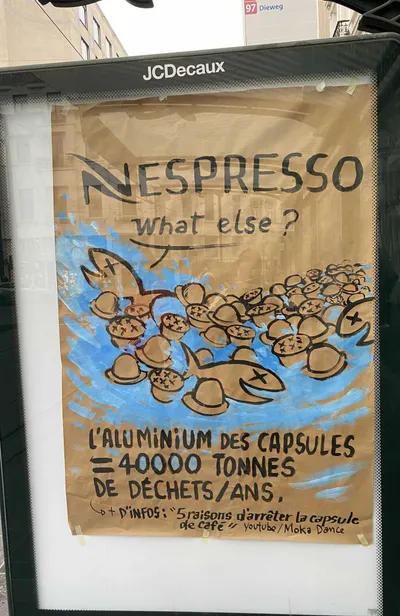 97 Dieweg
JCDecaux
NESPRESSO
what else ?
L'ALUMINIUM DES CAPSULES
= 40000 TONNES
DE DÉCHETS/ANS.
+ D'INFOS : "5 raisons d'arrêter la capsule
de café" youtube/Moka Dance